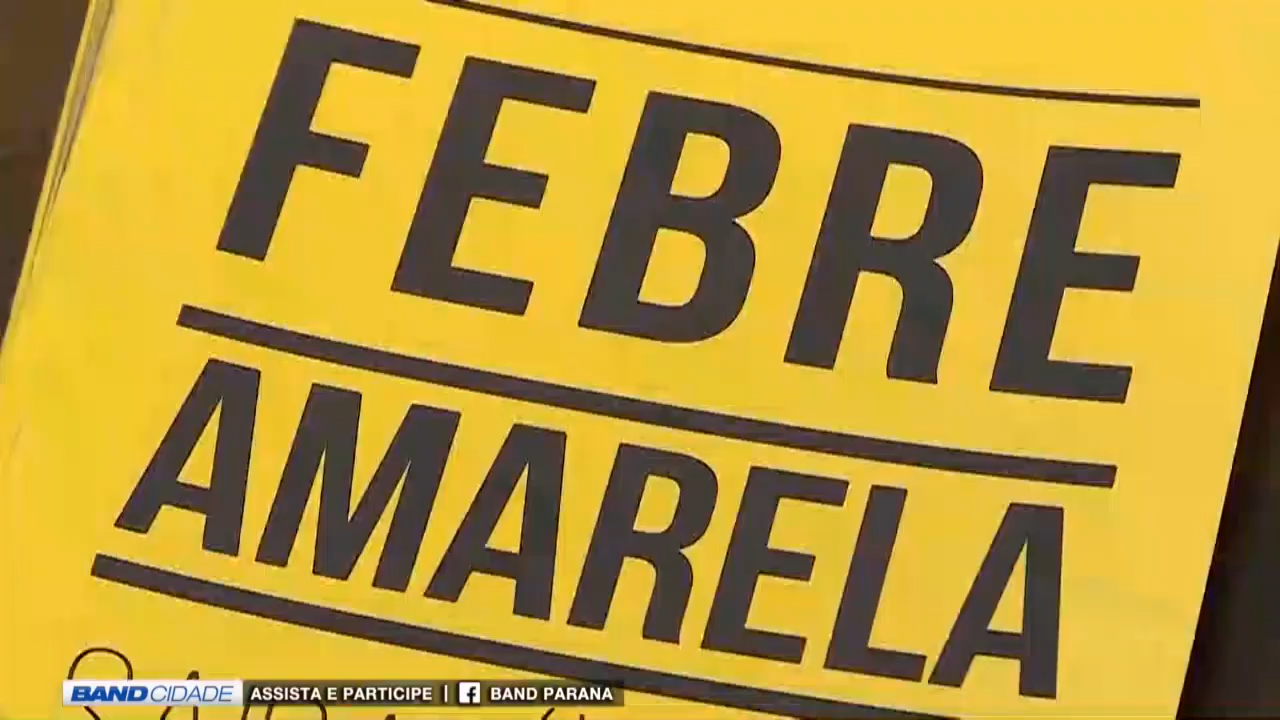 FEBRE
AMARELA
BAND CIDADE ASSISTA E PARTICIPE | BAND PARANA